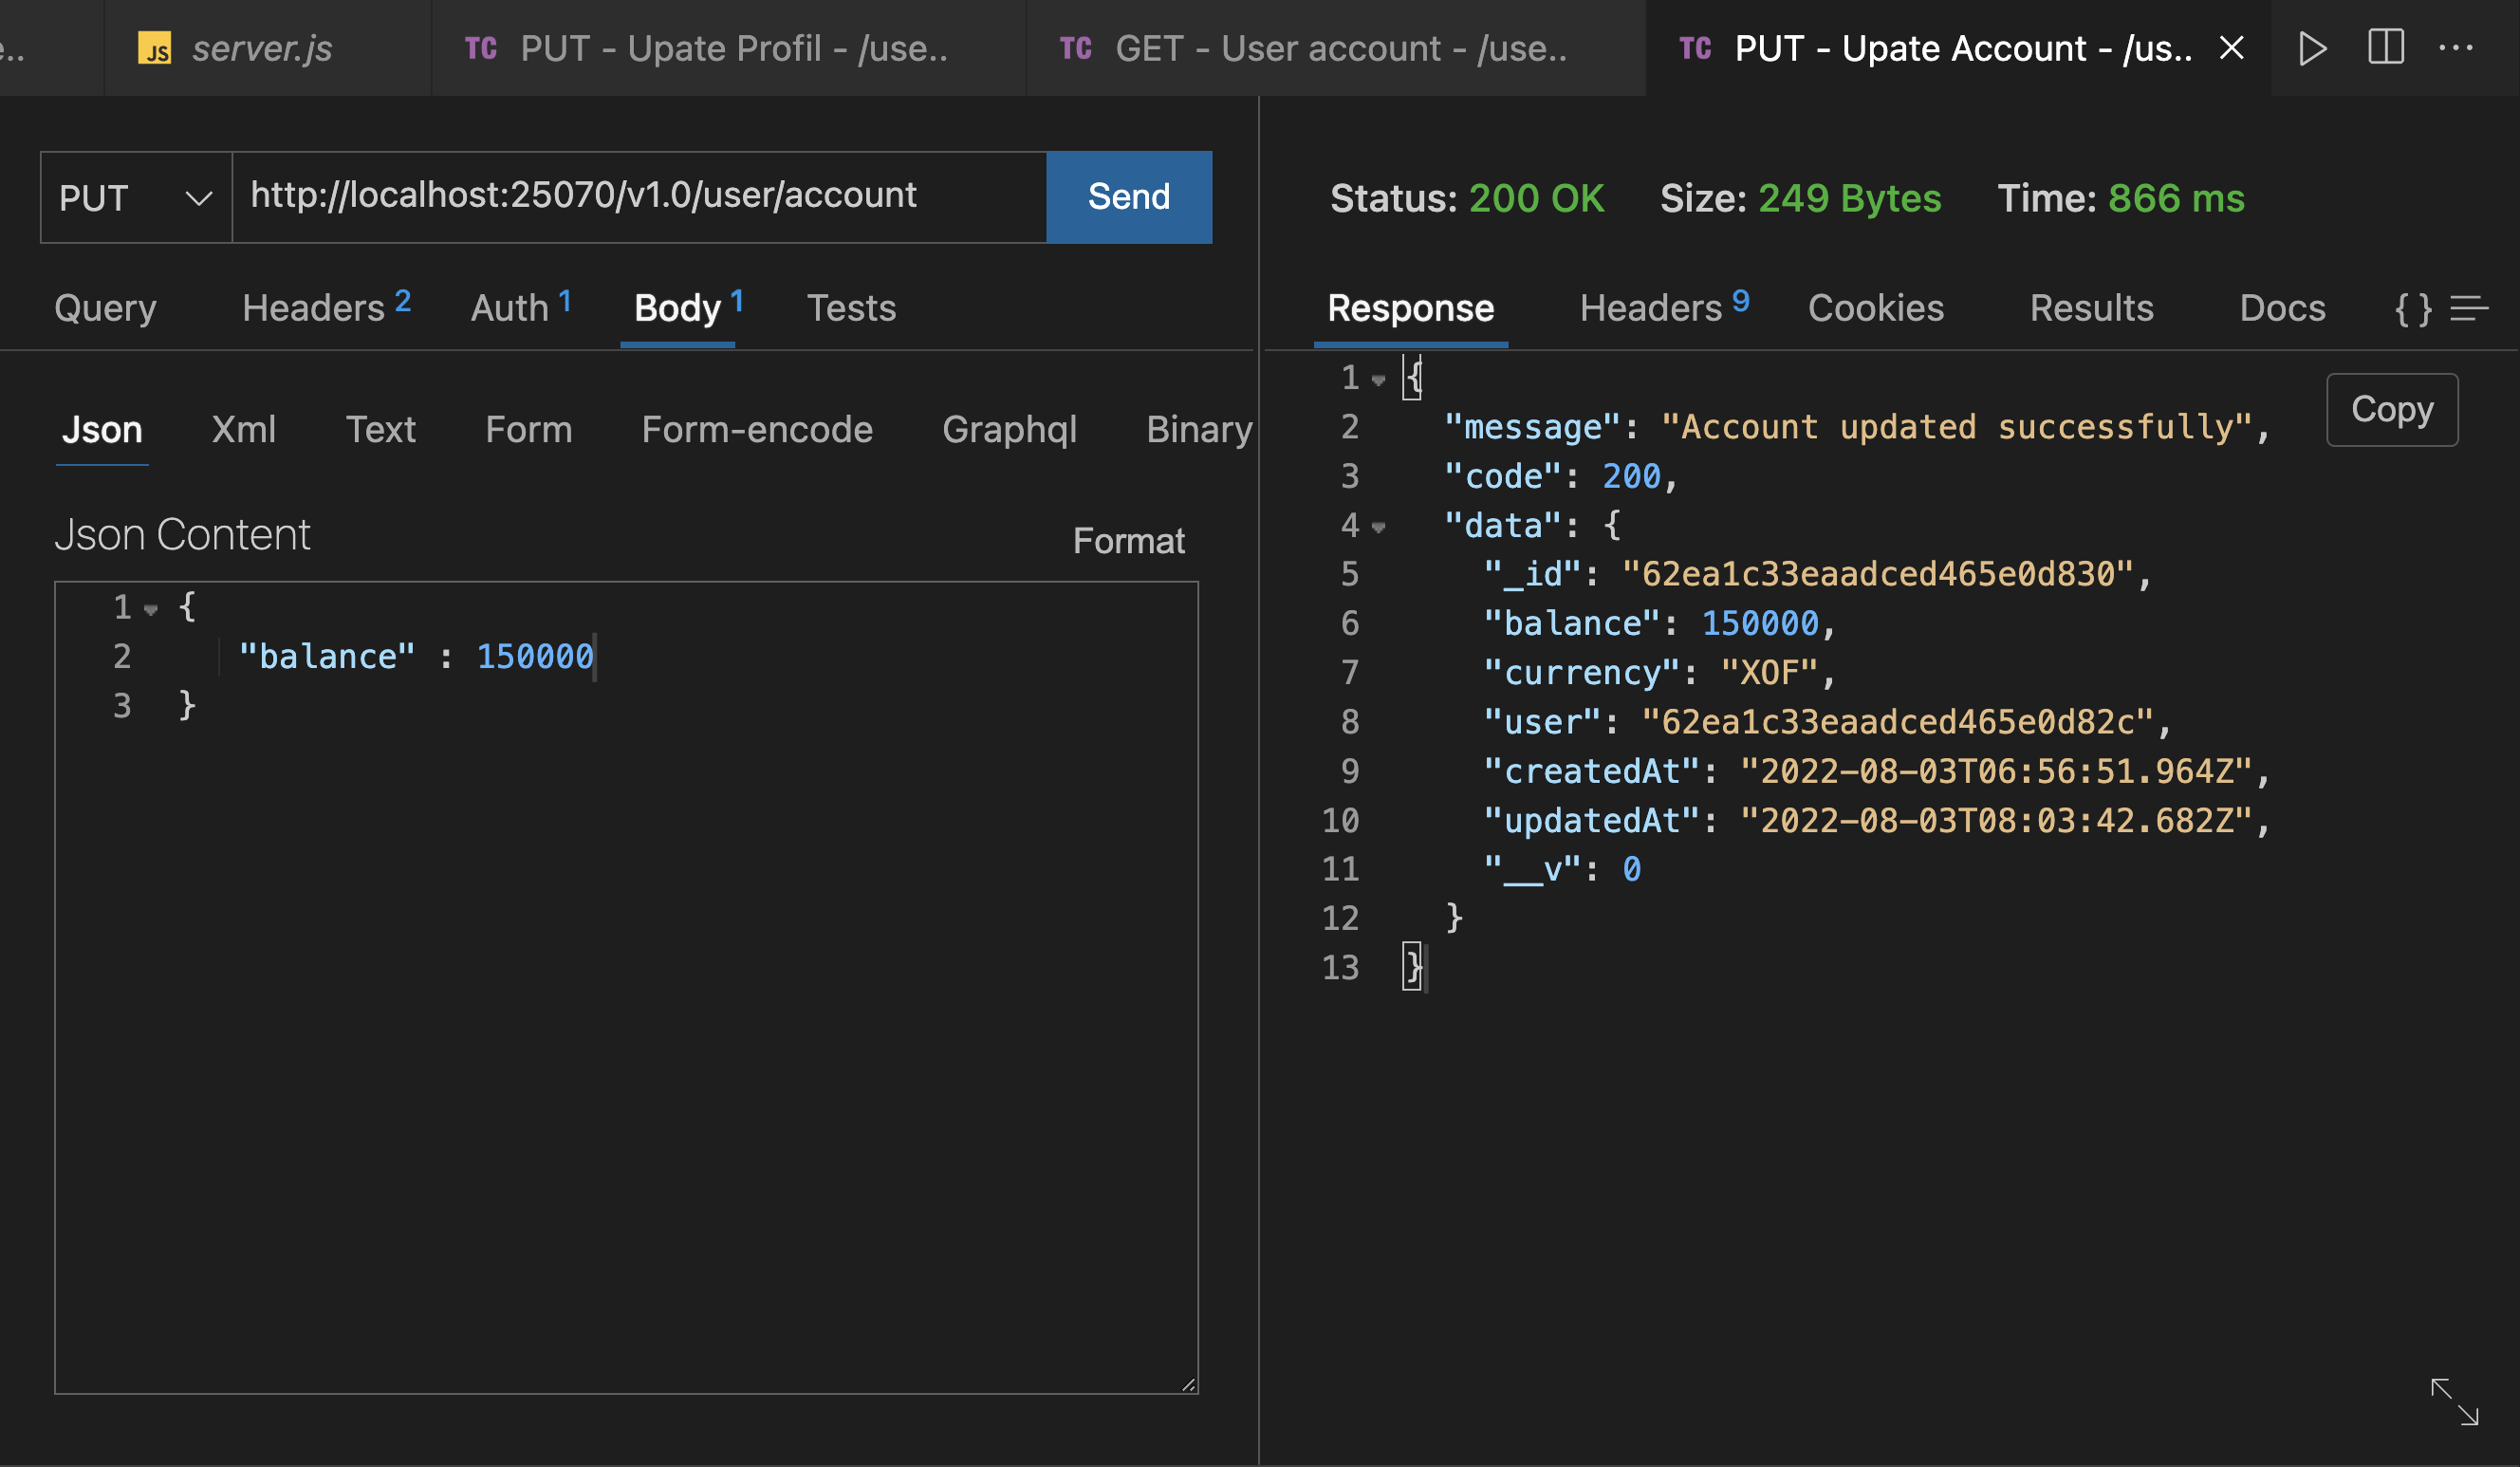 e..
JS server.js
TC PUT - Upate Profil - /use..
TC GET - User account - /use..
TC PUT - Upate Account - /us..
PUT
http://localhost:25070/v1.0/user/account
Send
Query
Headers 2
Auth 1
Body 1
Tests
Json
Xml
Text
Form
Form-encode
Graphql
Binary
Json Content
Format
1 {
2 "balance" : 150000
3 }
Status: 200 OK
Size: 249 Bytes
Time: 866 ms
Response
Headers 9
Cookies
Results
Docs
{ }
Copy
1 {
2 "message": "Account updated successfully",
3 "code": 200,
4 "data": {
5 "_id": "62ea1c33eaadced465e0d830",
6 "balance": 150000,
7 "currency": "XOF",
8 "user": "62ea1c33eaadced465e0d82c",
9 "createdAt": "2022-08-03T06:56:51.964Z",
10 "updatedAt": "2022-08-03T08:03:42.682Z",
11 "__v": 0
12 }
13 }